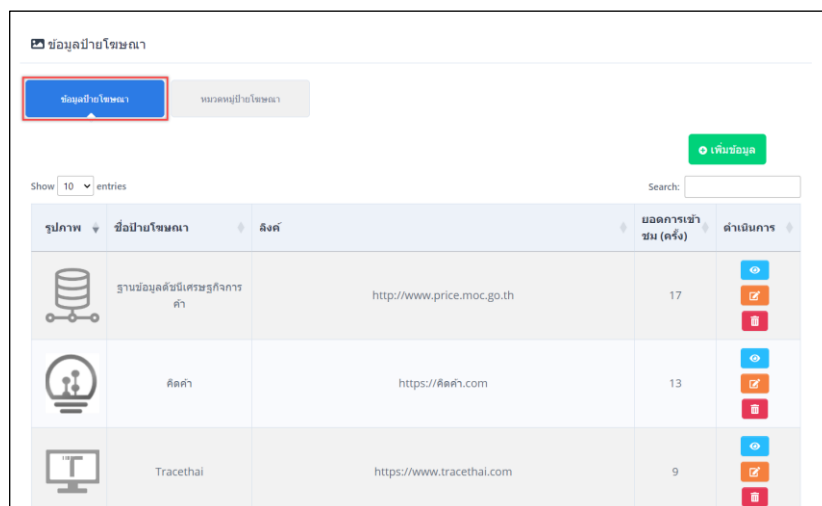 ข้อมูลป้ายโฆษณา
ข้อมูลป้ายโฆษณา หมวดหมู่ป้ายโฆษณา
เพิ่มข้อมูล
Show 10 entries Search:
รูปภาพ ชื่อป้ายโฆษณา ลิงค์ ยอดการเข้า ดำเนินการ
ชม (ครั้ง)
ฐานข้อมูลดัชนีเศรษฐกิจการ
ค้า http://www.price.moc.go.th 17
คิดค้า https://คิดค้า.com 13
T Tracethai https://www.tracethai.com 9